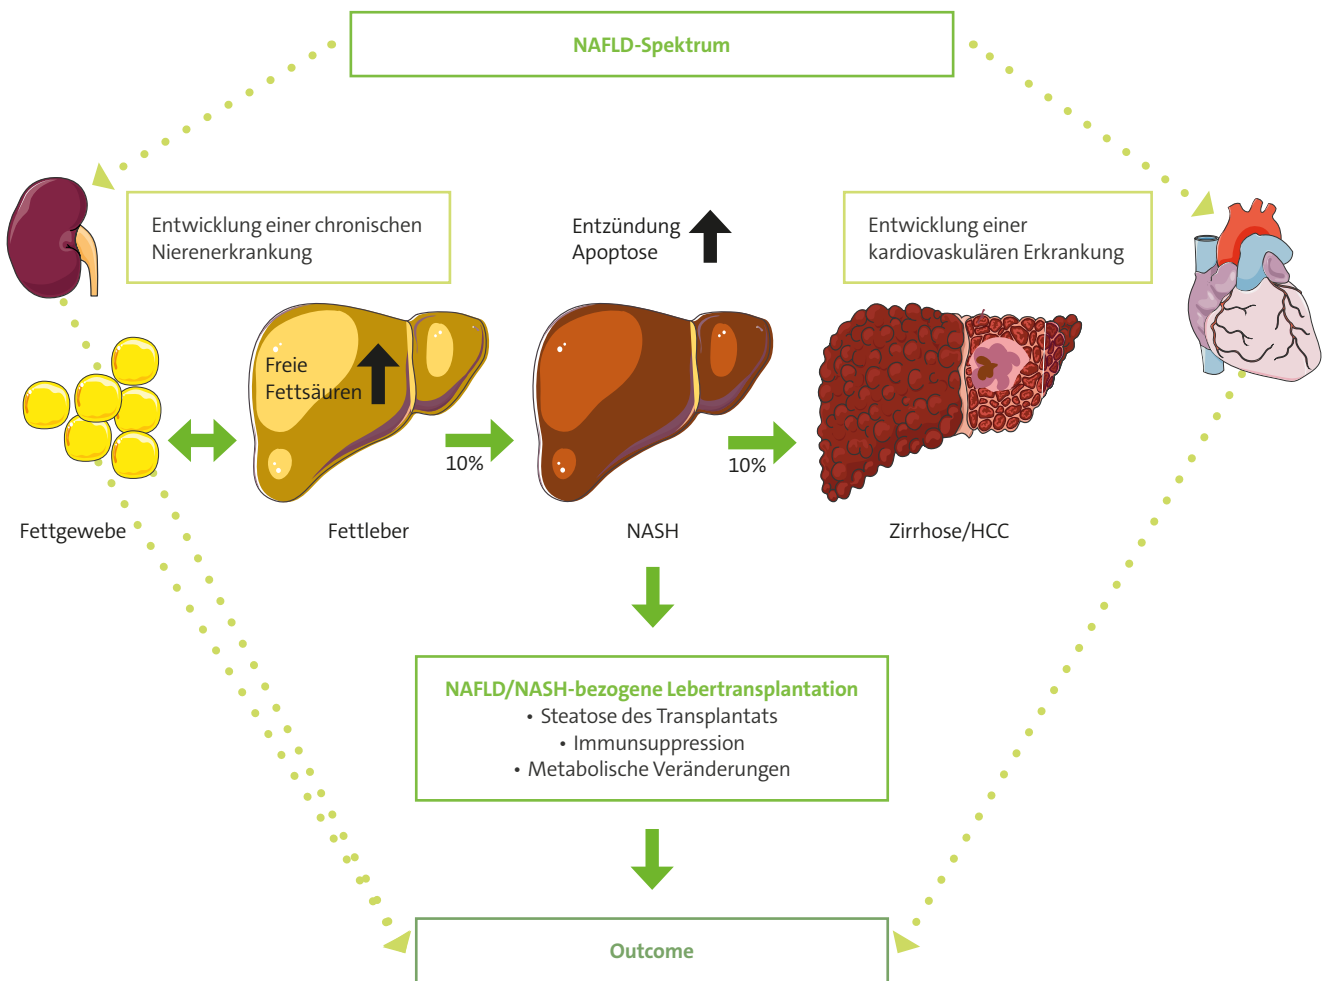 NAFLD-Spektrum
Entwicklung einer chronischen
Nierenerkrankung
Entzündung
Apoptose
Entwicklung einer
kardiovaskulären Erkrankung
Freie
Fettsäuren
10%
10%
Fettgewebe
Fettleber
NASH
Zirrhose/HCC
NAFLD/NASH-bezogene Lebertransplantation
• Steatose des Transplantats
• Immunsuppression
• Metabolische Veränderungen
Outcome